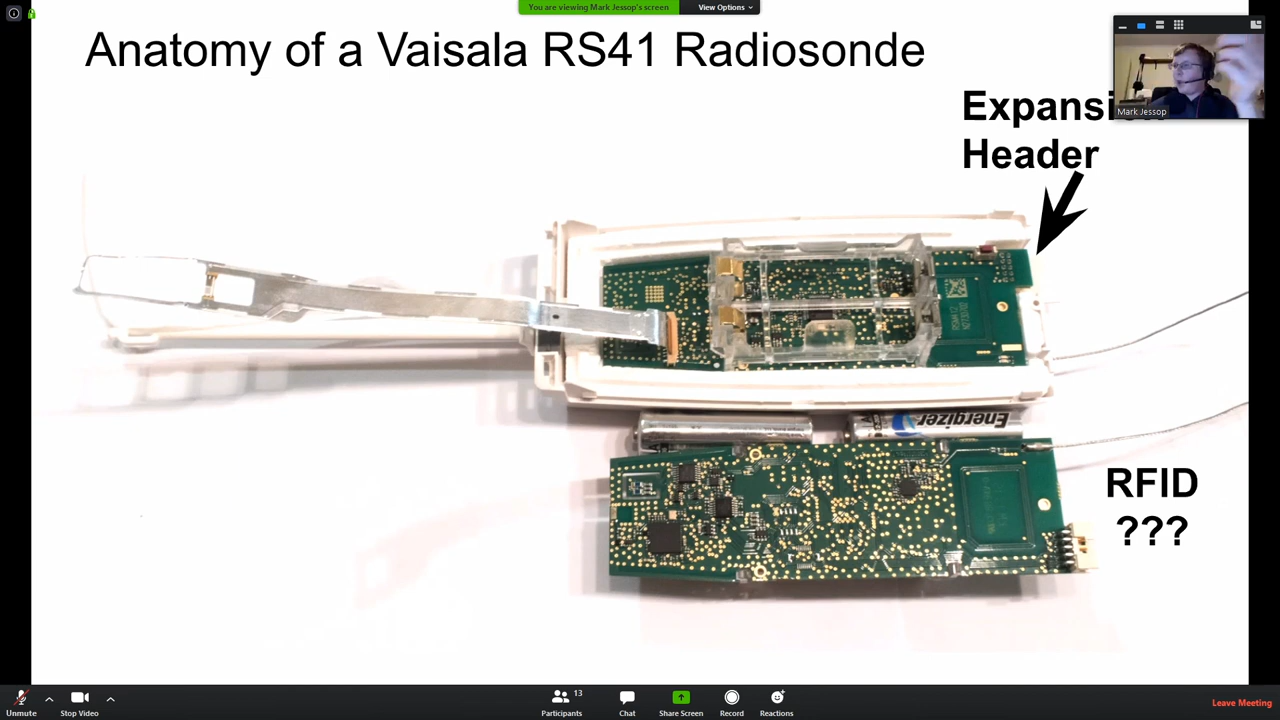 You are viewing Mark Jessop's screen
View Options
Anatomy of a Vaisala RS41 Radiosonde
Mark Jessop
Header
Energizer
RFID
???
Unmute
Stop Video
Participants
13
Chat
Share Screen
Record
Reactions
Leave Meeting